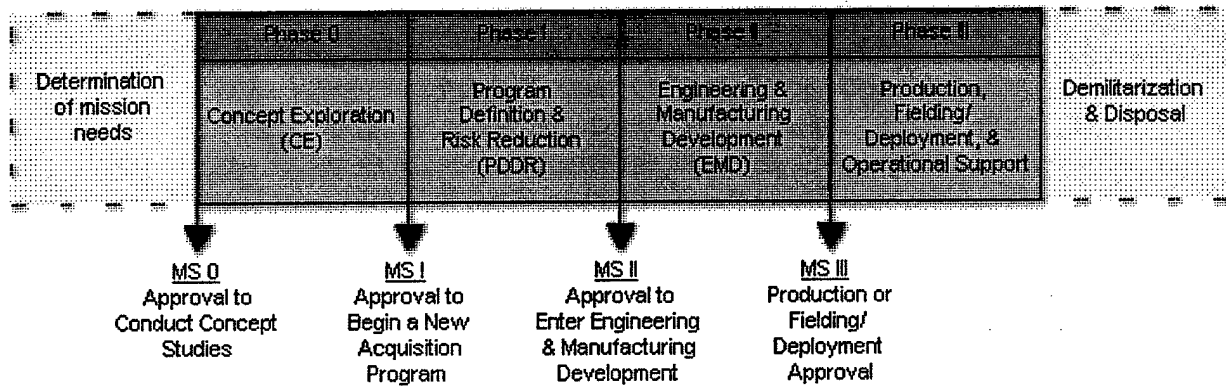 Phase 0
Phase I
Phase II
Phase III
Determination
of mission
needs
Concept Exploration
(CE)
Program
Definition &
Risk Reduction
(PDDR)
Engineering &
Manufacturing
Development
(EMD)
Production,
Fielding/
Deployment, &
Operational Support
Demilitarization
& Disposal
MS 0
Approval to
Conduct Concept
Studies
MS I
Approval to
Begin a New
Acquisition
Program
MS II
Approval to
Enter Engineering
& Manufacturing
Development
MS III
Production or
Fielding/
Deployment
Approval